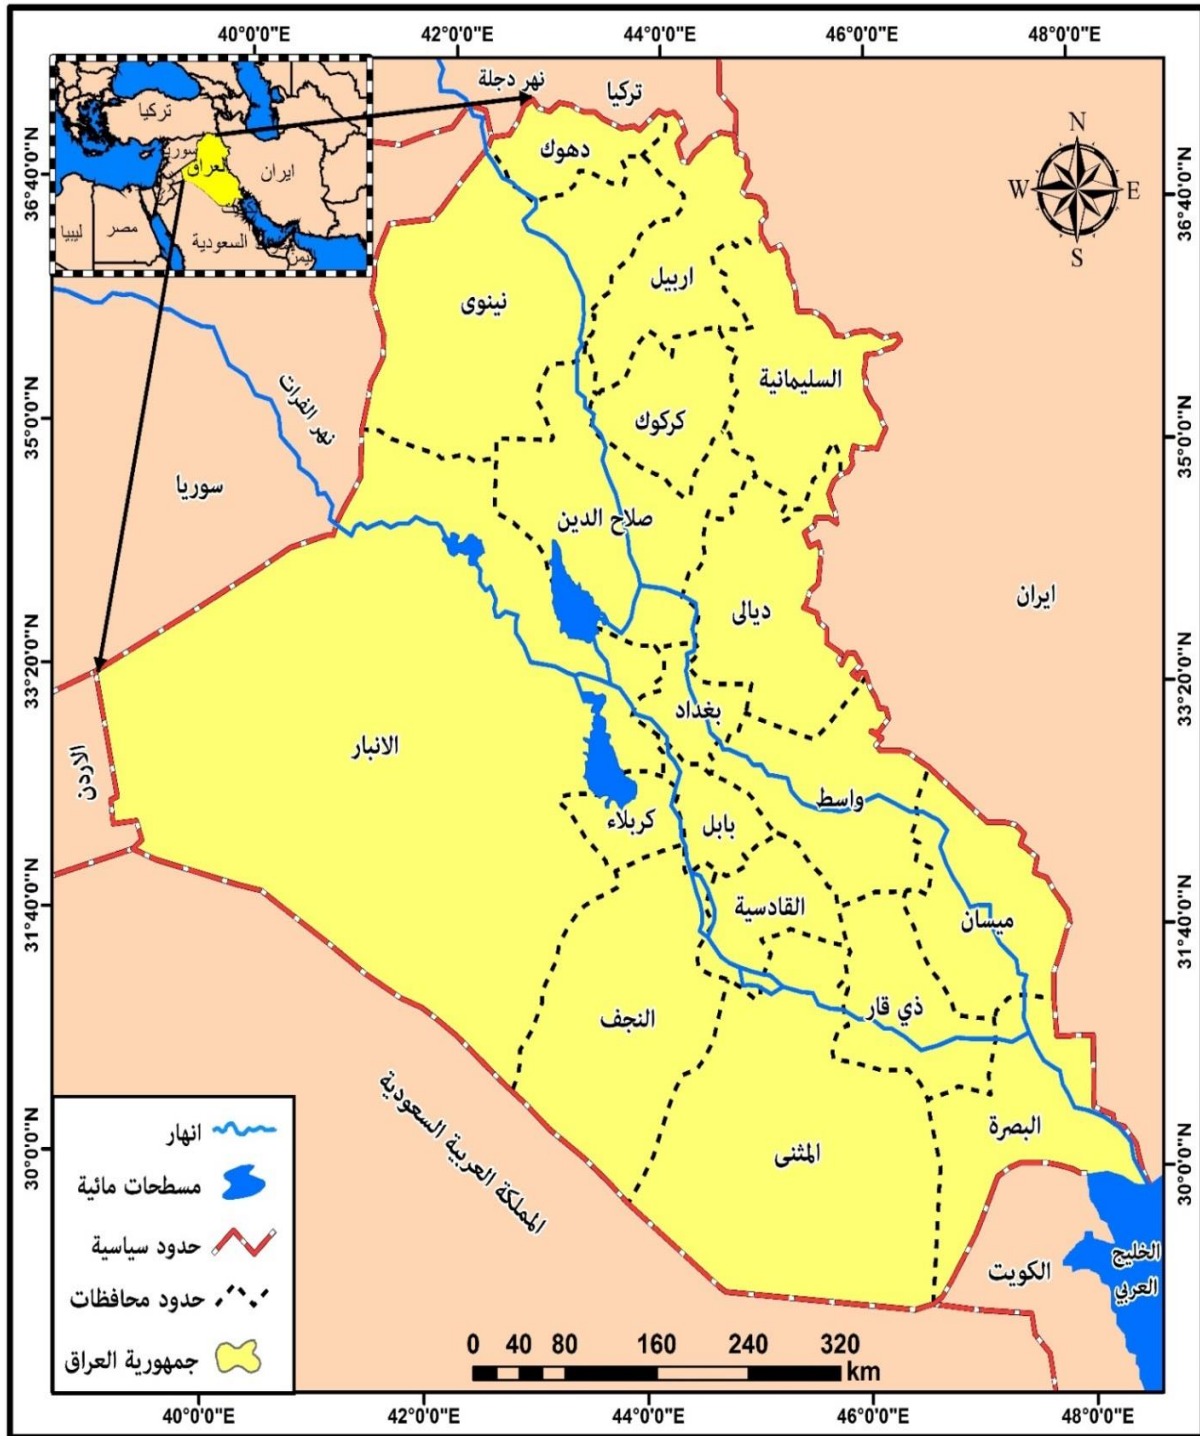 40°0'0"E
42°0'0"E
44°0'0"E
46°0'0"E
48°0'0"E
36°40'0"N
35°0'0"N
33°20'0"N
31°40'0"N
30°0'0"N
36°40'0"N
35°0'0"N
33°20'0"N
31°40'0"N
30°0'0"N
تركيا
سوريا
العراق
ايران
ليبيا
مصر
السعودية
N
W
E
S
نهر دجلة
تركيا
دهوك
اربيل
نينوى
السليمانية
كركوك
نهر الفرات
سوريا
صلاح الدين
ايران
ديالى
بغداد
الانبار
الاردن
واسط
كربلاء
بابل
القادسية
ميسان
ذي قار
النجف
المملكة العربية السعودية
البصرة
المثنى
الكويت
الخليج
العربي
انهار
مسطحات مائية
حدود سياسية
حدود محافظات
جمهورية العراق
0 40 80 160 240 320
km
40°0'0"E
42°0'0"E
44°0'0"E
46°0'0"E
48°0'0"E